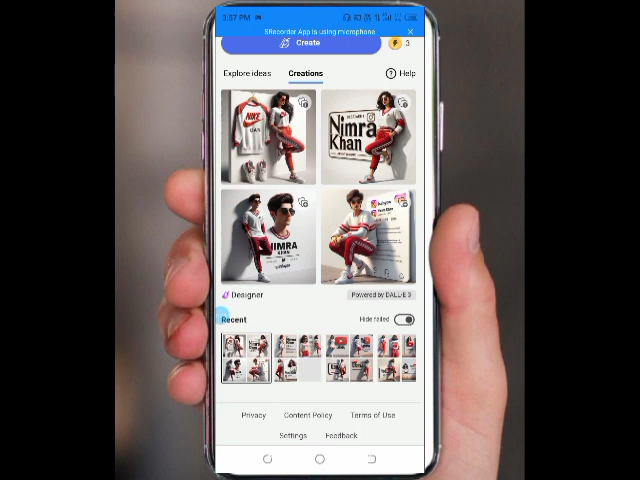 3:57 PM
SRecorder App is using microphone
Create
3
Explore ideas Creations Help
NIKE
Nimra
Khan
NIMRA
KHAN
Designer
Powered by DALL·E 3
Recent
Hide failed
Privacy Content Policy Terms of Use
Settings Feedback